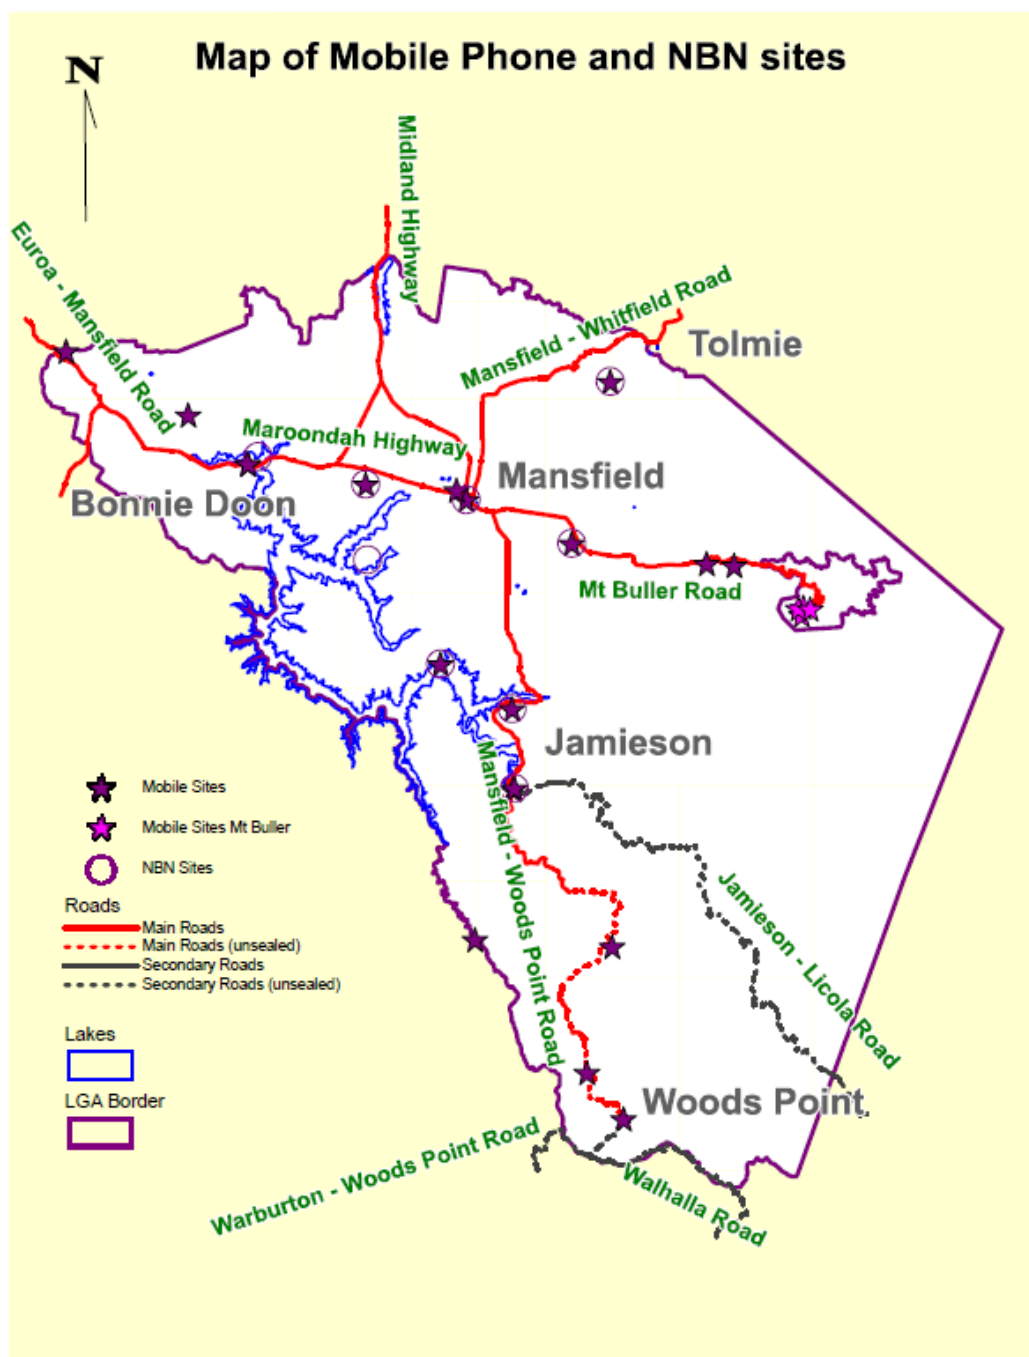 Map of Mobile Phone and NBN sites
N
Midland Highway
Euroa - Mansfield Road
Mansfield - Whitfield Road
Tolmie
Maroondah Highway
Mansfield
Bonnie Doon
Mt Buller Road
Jamieson
Mansfield - Woods Point Road
Mobile Sites
Mobile Sites Mt Buller
NBN Sites
Roads
Main Roads
Main Roads (unsealed)
Secondary Roads
Secondary Roads (unsealed)
Jamieson - Licola Road
Lakes
LGA Border
Woods Point
Warburton - Woods Point Road
Walhalla Road